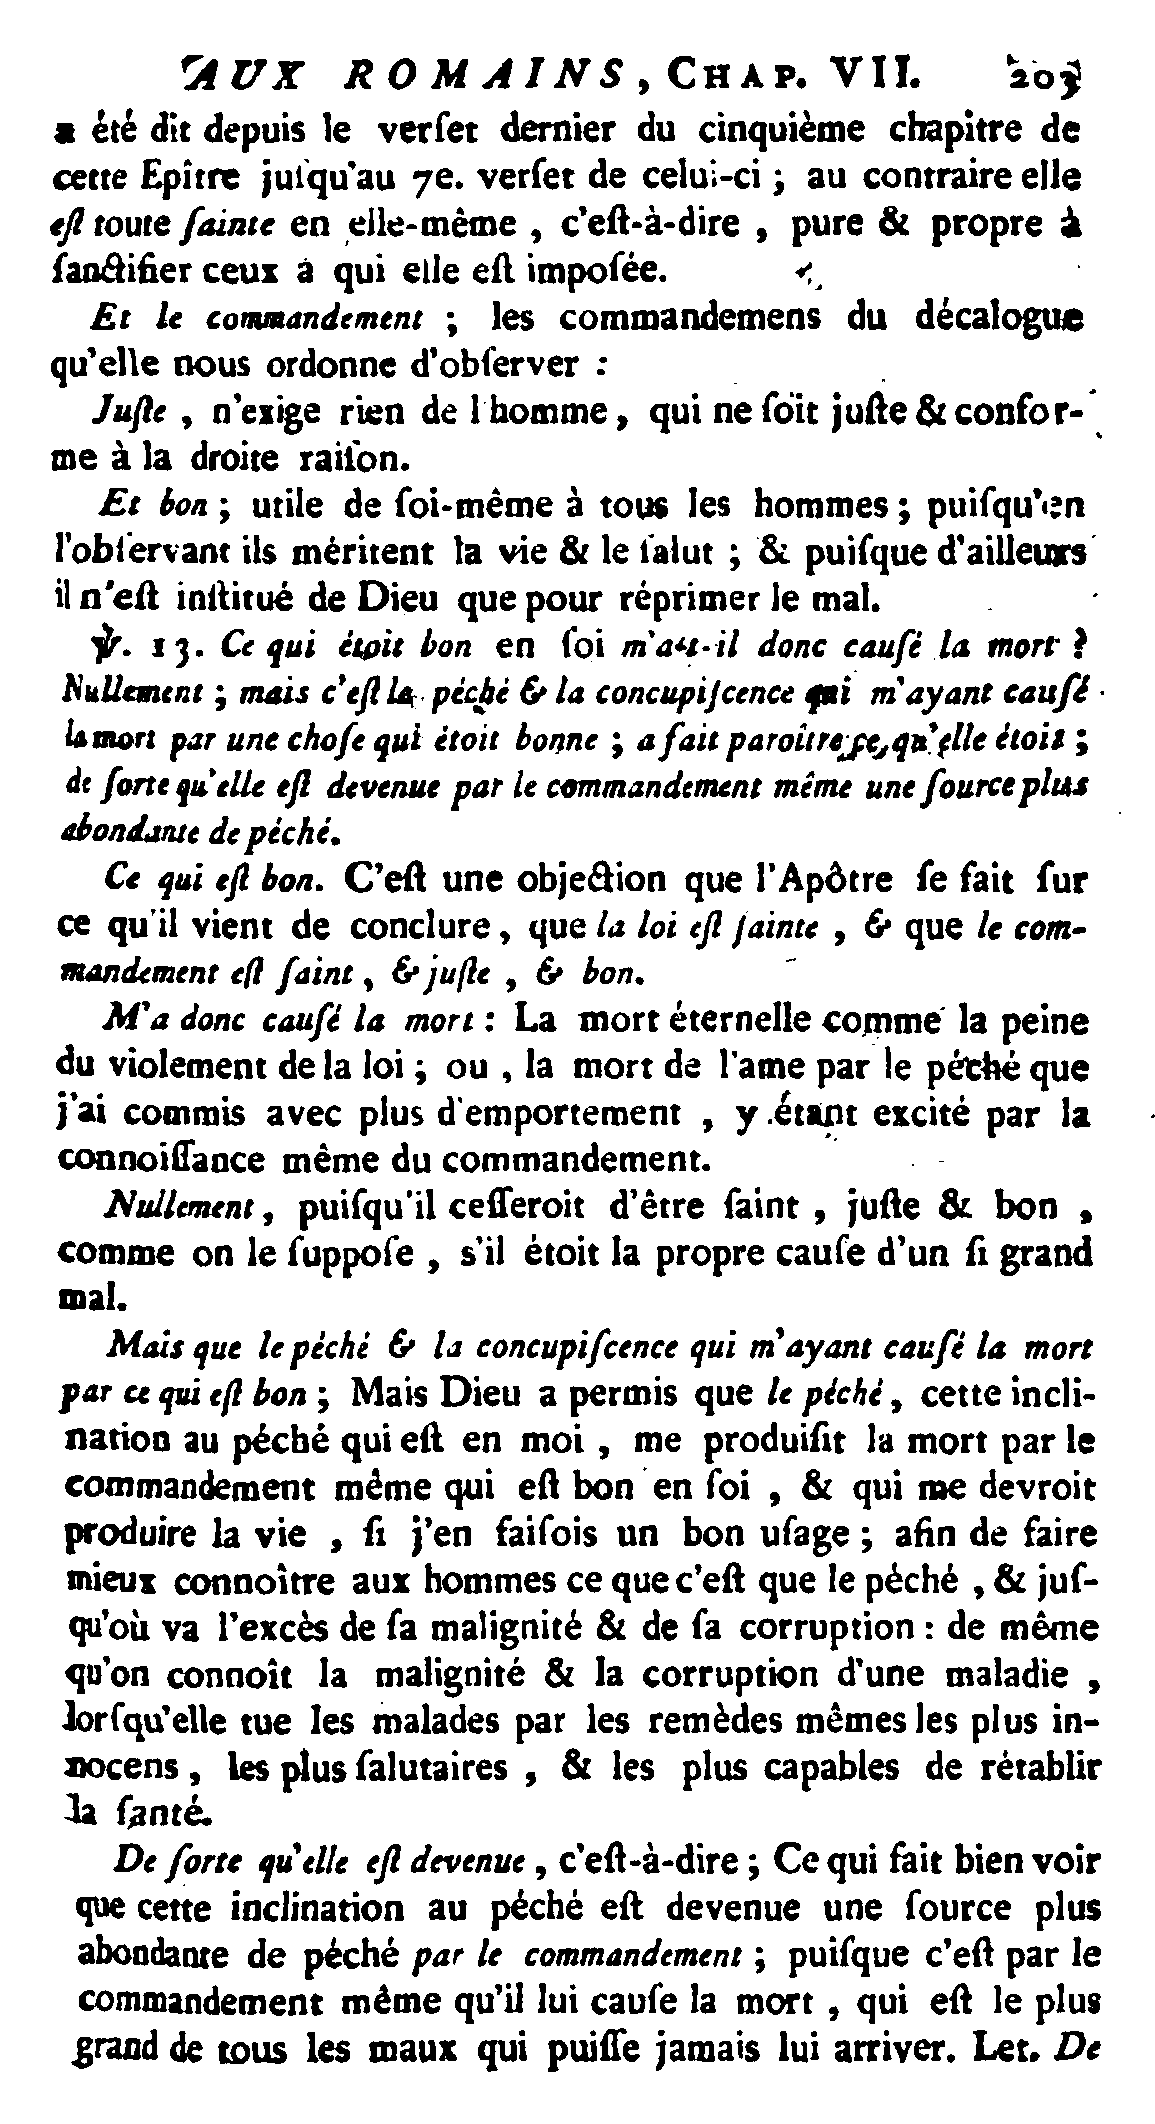 AUX ROMAINS, CHAP. VII. 203
a été dit depuis le verſet dernier du cinquième chapitre de
cette Epître juſqu'au 7e. verſet de celui-ci ; au contraire elle
eſt toute ſainte en elle-même , c'eſt-à-dire , pure & propre à
ſanctifier ceux à qui elle eſt impoſée.
Et le commandement ; les commandemens du décalogue
qu'elle nous ordonne d'obſerver :
Juſte , n'exige rien de l'homme, qui ne ſoit juſte & confor-
me à la droite raiſon.
Et bon ; utile de ſoi-même à tous les hommes ; puiſqu'en
l'obſervant ils méritent la vie & le ſalut ; & puiſque d'ailleurs
il n'eſt inſtitué de Dieu que pour réprimer le mal.
℣. 13. Ce qui étoit bon en ſoi m'a-t-il donc cauſé la mort ?
Nullement ; mais c'eſt le péché & la concupiſcence qui m'ayant cauſé
la mort par une choſe qui étoit bonne ; a fait paroître ce qu'elle étoit ;
de ſorte qu'elle eſt devenue par le commandement même une ſource plus
abondante de péché.
Ce qui eſt bon. C'eſt une objection que l'Apôtre ſe fait ſur
ce qu'il vient de conclure, que la loi eſt ſainte , & que le com-
mandement eſt ſaint , & juſte , & bon.
M'a donc cauſé la mort : La mort éternelle comme la peine
du violement de la loi ; ou , la mort de l'ame par le péché que
j'ai commis avec plus d'emportement , y étant excité par la
connoiſſance même du commandement.
Nullement, puiſqu'il ceſſeroit d'être ſaint , juſte & bon ,
comme on le ſuppoſe , s'il étoit la propre cauſe d'un ſi grand
mal.
Mais que le péché & la concupiſcence qui m'ayant cauſé la mort
par ce qui eſt bon ; Mais Dieu a permis que le péché, cette incli-
nation au péché qui eſt en moi , me produiſit la mort par le
commandement même qui eſt bon en ſoi , & qui me devroit
produire la vie , ſi j'en faiſois un bon uſage ; afin de faire
mieux connoître aux hommes ce que c'eſt que le péché , & juſ-
qu'où va l'excès de ſa malignité & de ſa corruption : de même
qu'on connoît la malignité & la corruption d'une maladie ,
lorſqu'elle tue les malades par les remèdes mêmes les plus in-
nocens , les plus ſalutaires , & les plus capables de rétablir
la ſanté.
De ſorte qu'elle eſt devenue , c'eſt-à-dire ; Ce qui fait bien voir
que cette inclination au péché eſt devenue une ſource plus
abondante de péché par le commandement ; puiſque c'eſt par le
commandement même qu'il lui cauſe la mort , qui eſt le plus
grand de tous les maux qui puiſſe jamais lui arriver. Let. De